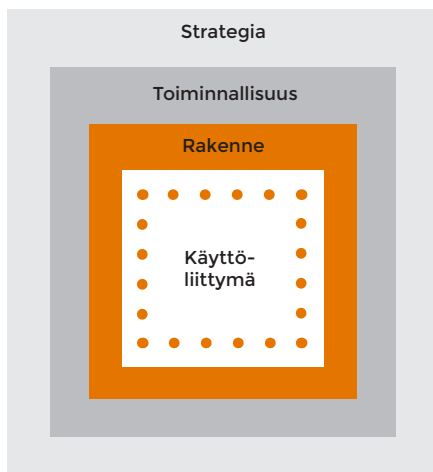 Strategia
Toiminnallisuus
Rakenne
Käyttö-
liittymä